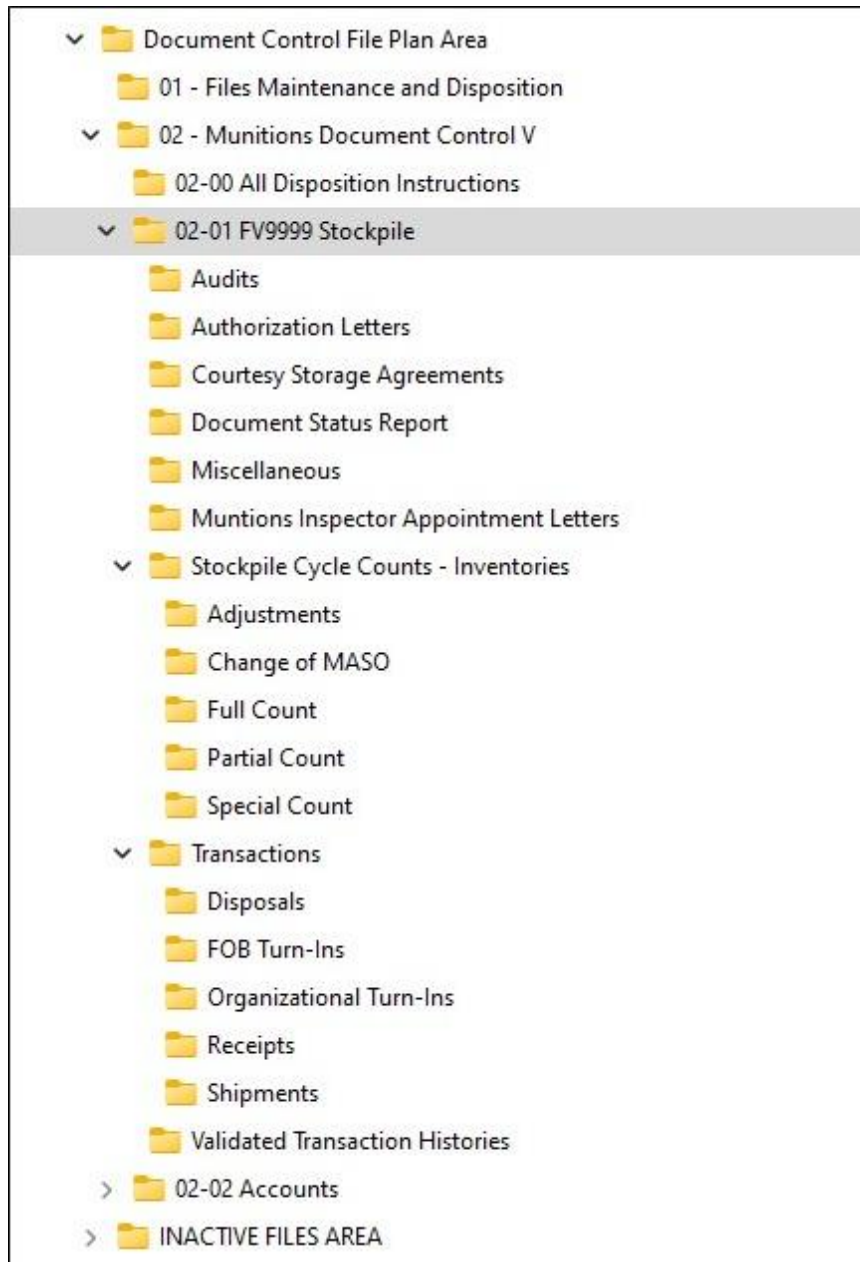 Document Control File Plan Area
01 - Files Maintenance and Disposition
02 - Munitions Document Control V
02-00 All Disposition Instructions
02-01 FV9999 Stockpile
Audits
Authorization Letters
Courtesy Storage Agreements
Document Status Report
Miscellaneous
Muntions Inspector Appointment Letters
Stockpile Cycle Counts - Inventories
Adjustments
Change of MASO
Full Count
Partial Count
Special Count
Transactions
Disposals
FOB Turn-Ins
Organizational Turn-Ins
Receipts
Shipments
Validated Transaction Histories
02-02 Accounts
INACTIVE FILES AREA